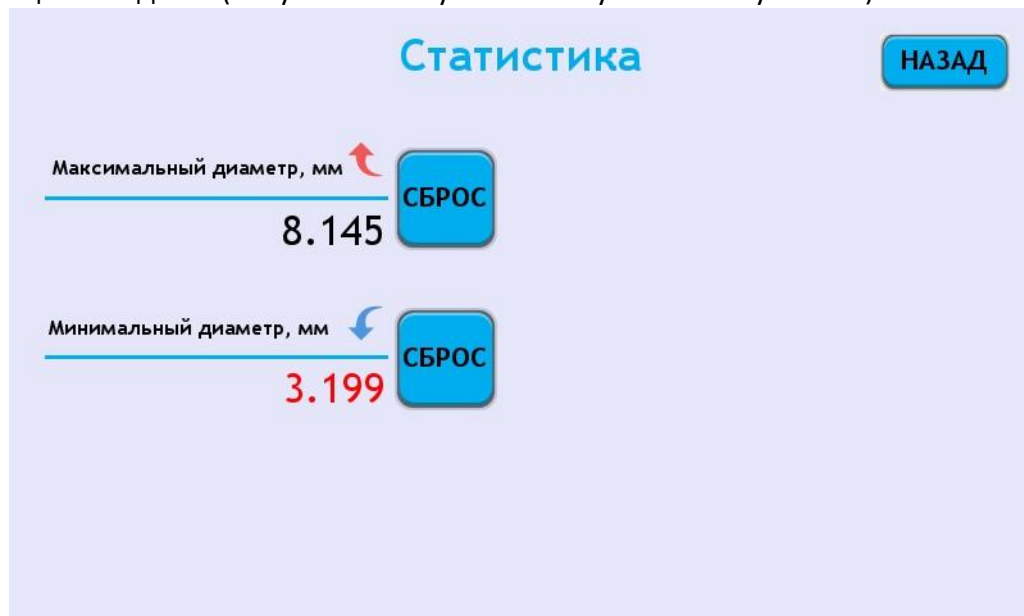 Статистика
НАЗАД
Максимальный диаметр, мм
СБРОС
8.145
Минимальный диаметр, мм
СБРОС
3.199